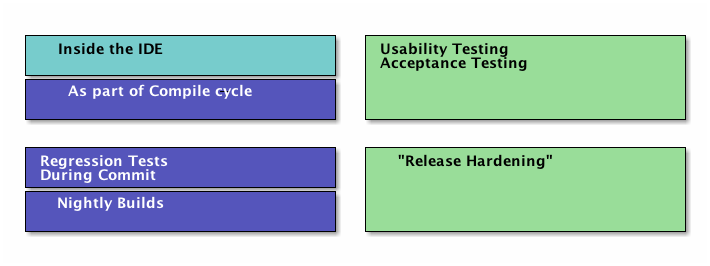 Inside the IDE
As part of Compile cycle
Regression Tests
During Commit
Nightly Builds
Usability Testing
Acceptance Testing
"Release Hardening"